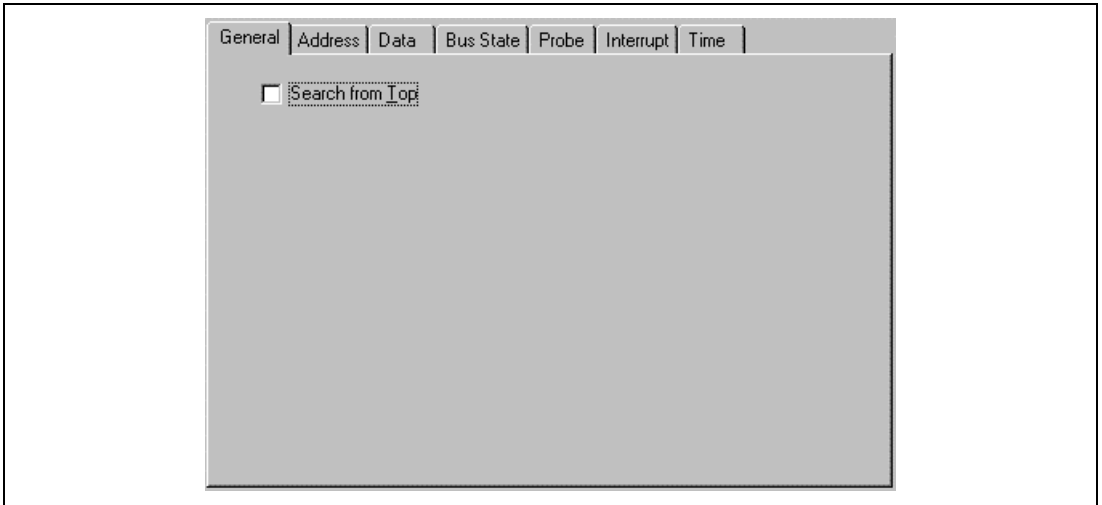 General Address Data Bus State Probe Interrupt Time
Search from Top